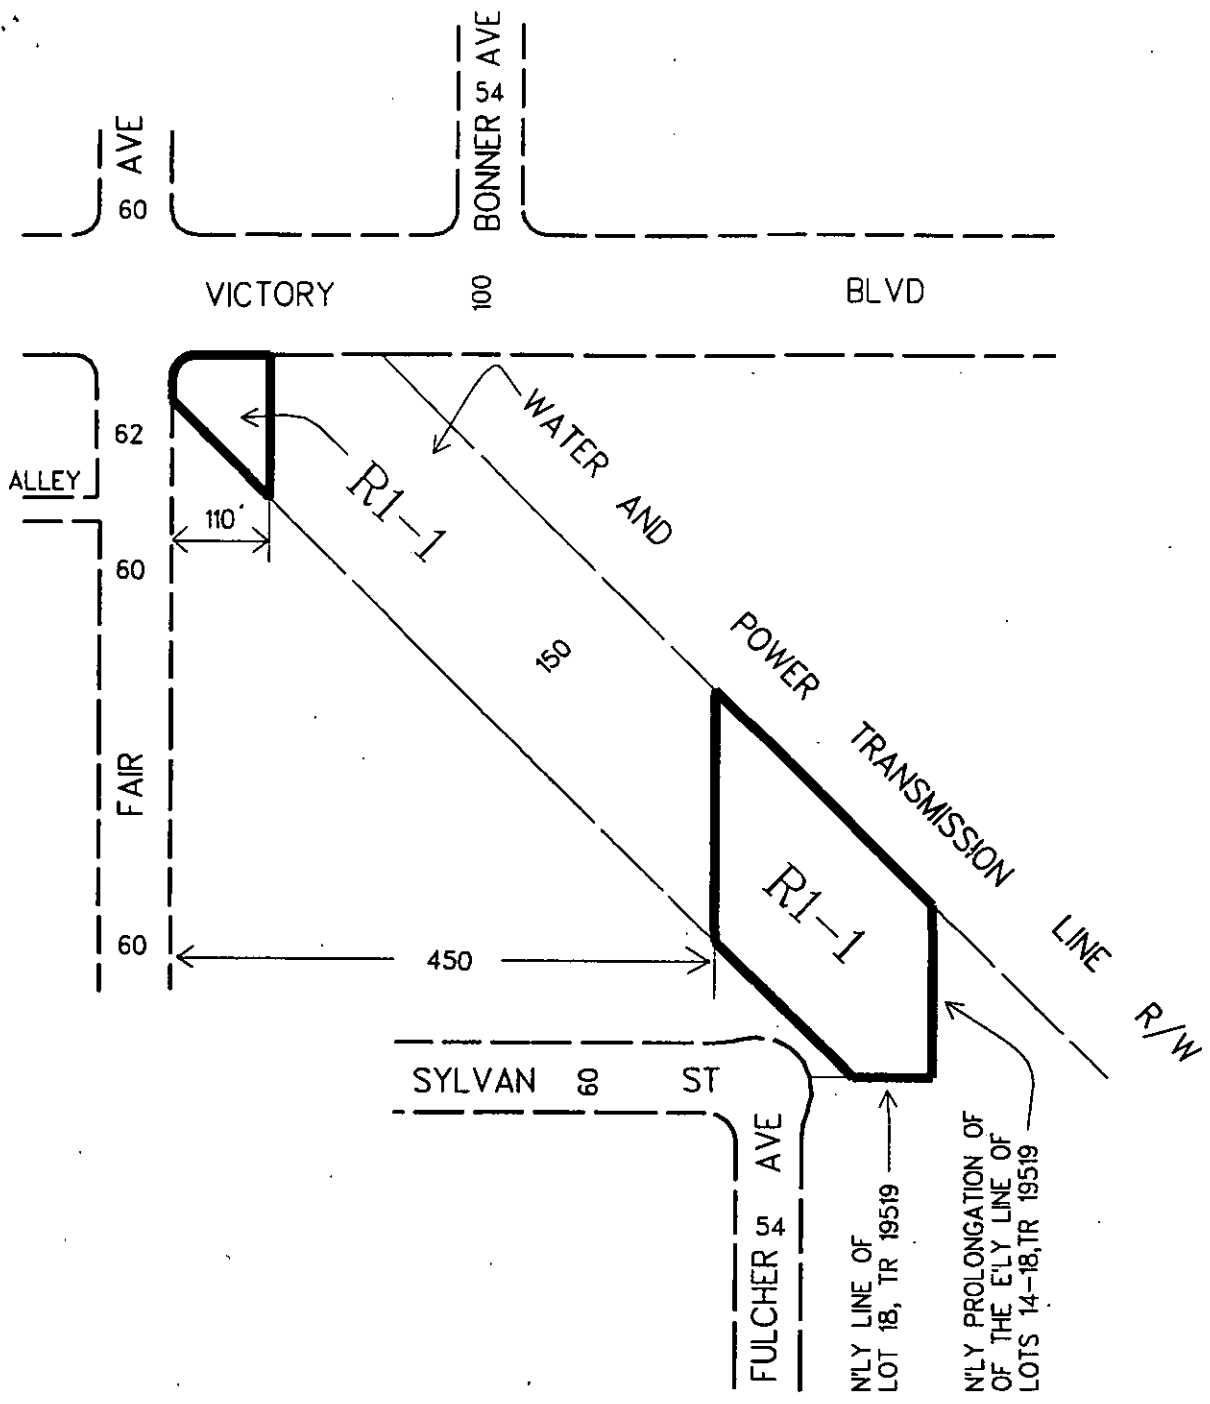 BONNER 54 AVE
AVE
60
VICTORY 100 BLVD
62
ALLEY
110'
R1-1
WATER AND POWER TRANSMISSION LINE R/W
60
150
FAIR
R1-1
60
450
SYLVAN 60 ST
FULCHER 54 AVE
N'LY LINE OF
LOT 18, TR 19519
N'LY PROLONGATION OF
OF THE E'LY LINE OF
LOTS 14-18,TR 19519